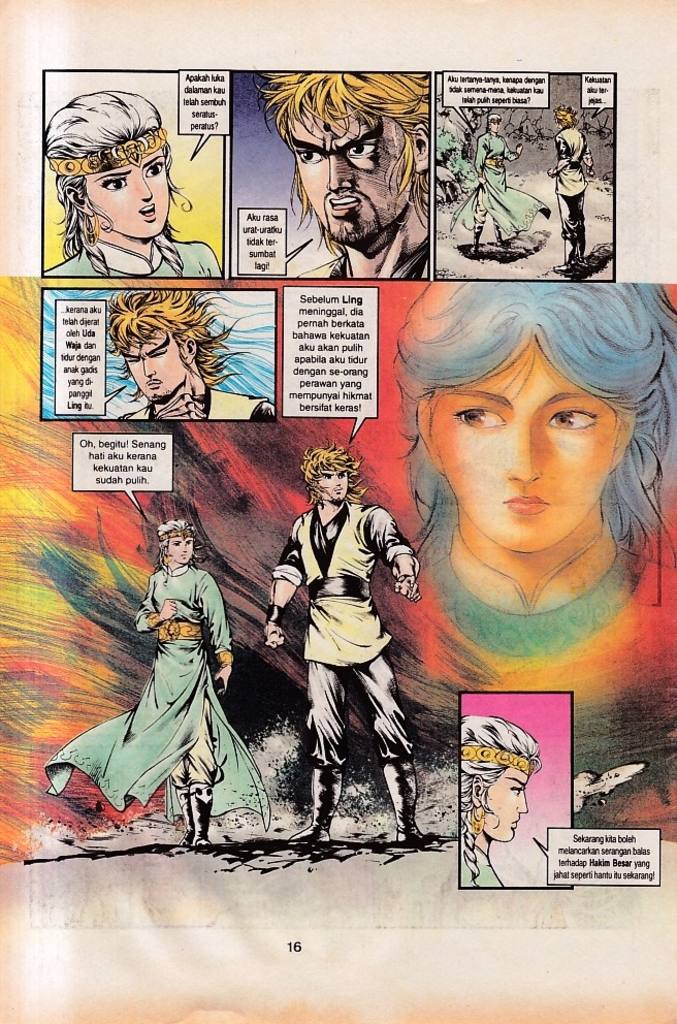 Apakah luka
dalaman kau
telah sembuh
seratus-
peratus?
Aku rasa
urat-uratku
tidak ter-
sumbat
lagi!
Aku tertanya-tanya, kenapa dengan
tidak semena-mena, kekuatan kau
telah pulih seperti biasa?
Kekuatan
aku ter-
jejas...
...kerana aku
telah dijerat
oleh Uda
Waja dan
tidur dengan
anak gadis
yang di-
panggil
Ling itu.
Sebelum Ling
meninggal, dia
pernah berkata
bahawa kekuatan
aku akan pulih
apabila aku tidur
dengan se-orang
perawan yang
mempunyai hikmat
bersifat keras!
Oh, begitu! Senang
hati aku kerana
kekuatan kau
sudah pulih.
Sekarang kita boleh
melancarkan serangan balas
terhadap Hakim Besar yang
jahat seperti hantu itu sekarang!
16